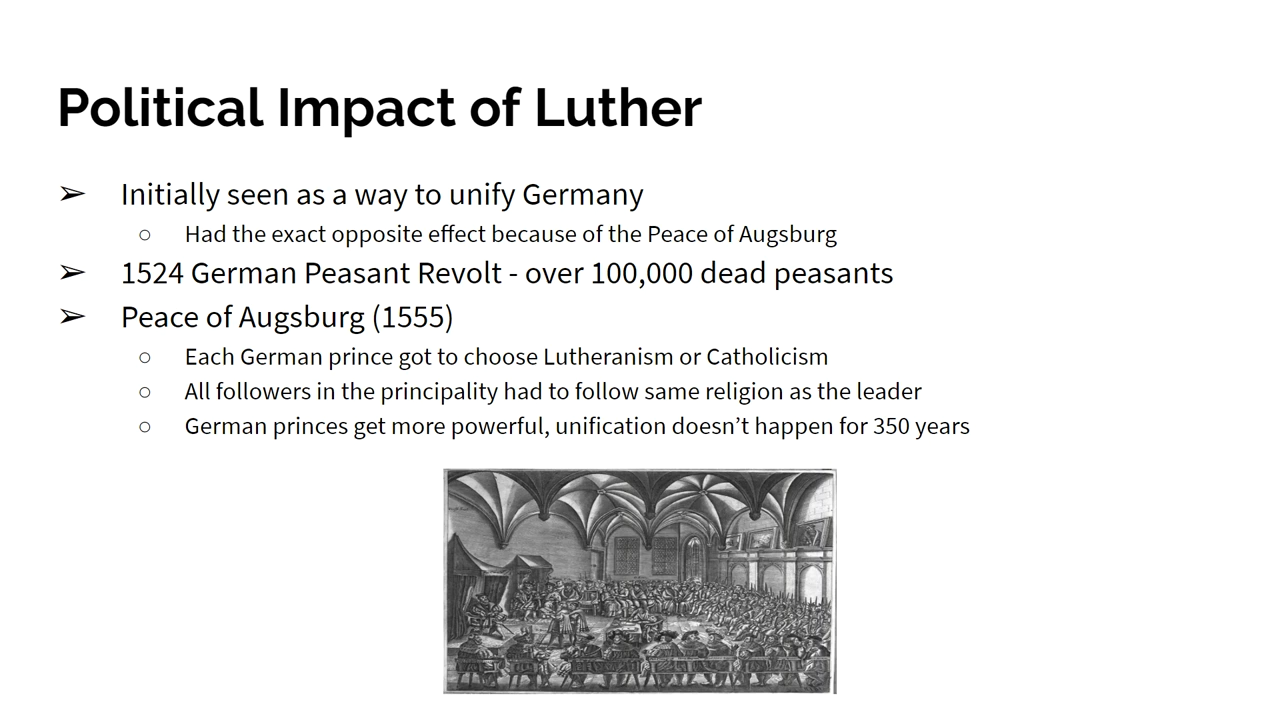 Political Impact of Luther
➢ Initially seen as a way to unify Germany
○ Had the exact opposite effect because of the Peace of Augsburg
➢ 1524 German Peasant Revolt - over 100,000 dead peasants
➢ Peace of Augsburg (1555)
○ Each German prince got to choose Lutheranism or Catholicism
○ All followers in the principality had to follow same religion as the leader
○ German princes get more powerful, unification doesn’t happen for 350 years